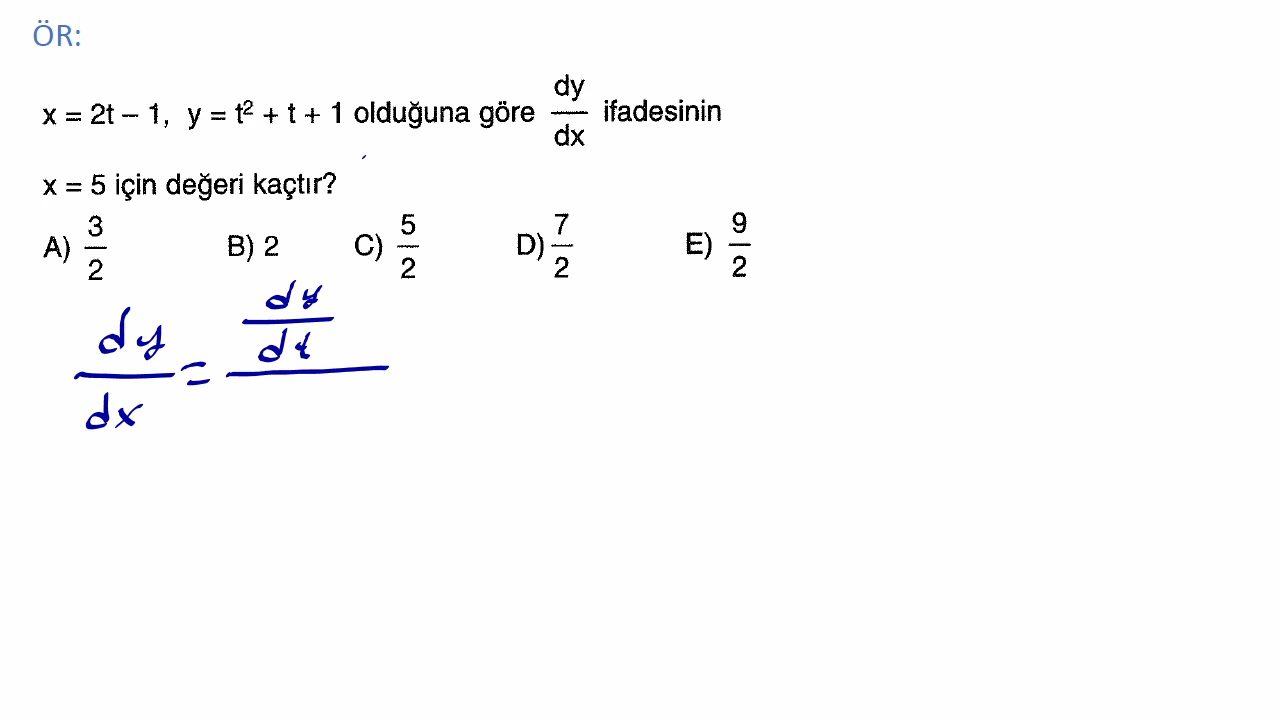 ÖR:
x = 2t – 1, y = t² + t + 1 olduğuna göre dy/dx ifadesinin
x = 5 için değeri kaçtır?
A) 3/2 B) 2 C) 5/2 D) 7/2 E) 9/2
dy/dx = dy/dt